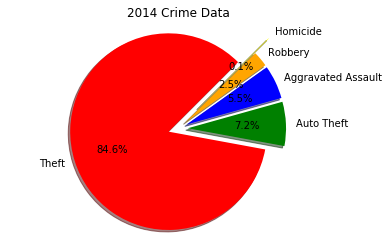 2014 Crime Data
Homicide
Robbery
0.1%
Aggravated Assault
2.5%
Auto Theft
7.2%
84.6%
Theft